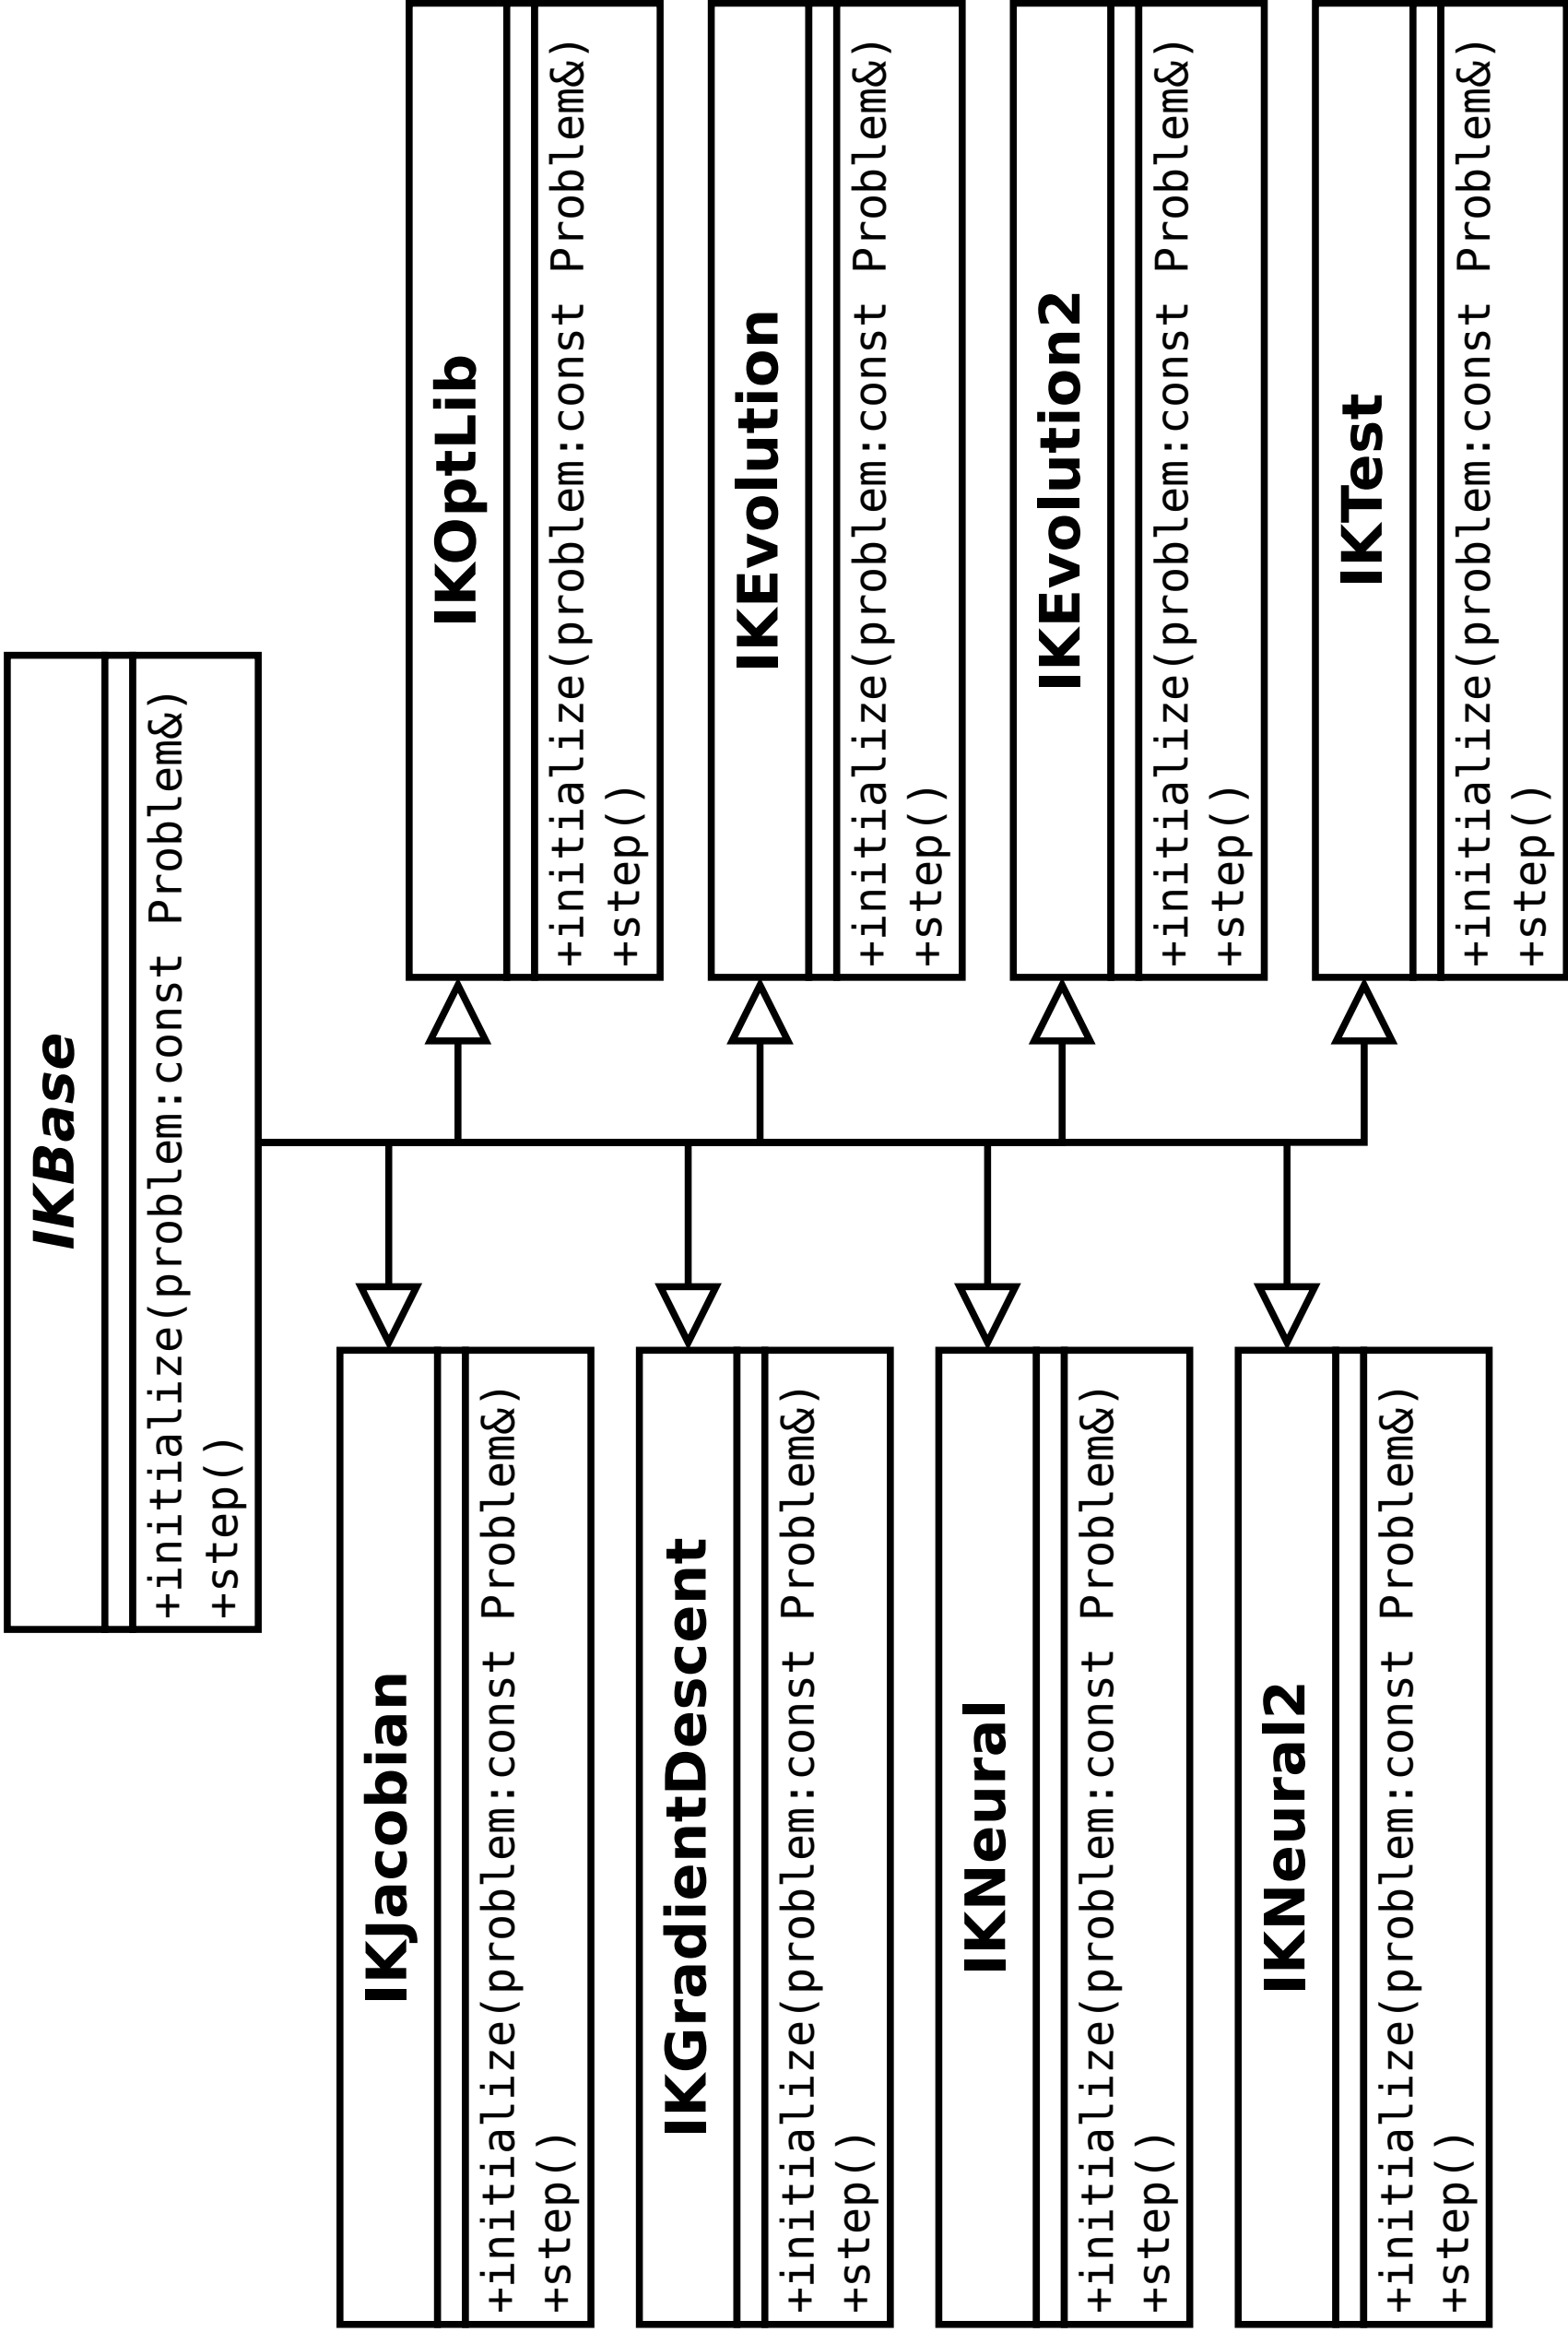 IKBase
+initialize(problem:const Problem&)
+step()
IKJacobian
+initialize(problem:const Problem&)
+step()
IKOptLib
+initialize(problem:const Problem&)
+step()
IKGradientDescent
+initialize(problem:const Problem&)
+step()
IKEvolution
+initialize(problem:const Problem&)
+step()
IKNeural
+initialize(problem:const Problem&)
+step()
IKEvolution2
+initialize(problem:const Problem&)
+step()
IKNeural2
+initialize(problem:const Problem&)
+step()
IKTest
+initialize(problem:const Problem&)
+step()